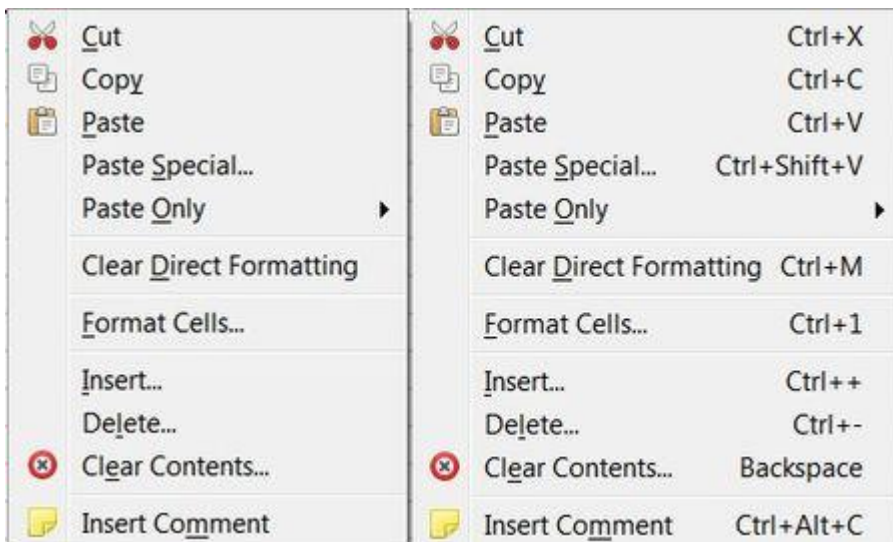 Cut
Copy
Paste
Paste Special...
Paste Only
Clear Direct Formatting
Format Cells...
Insert...
Delete...
Clear Contents...
Insert Comment
Cut Ctrl+X
Copy Ctrl+C
Paste Ctrl+V
Paste Special... Ctrl+Shift+V
Paste Only
Clear Direct Formatting Ctrl+M
Format Cells... Ctrl+1
Insert... Ctrl++
Delete... Ctrl+-
Clear Contents... Backspace
Insert Comment Ctrl+Alt+C